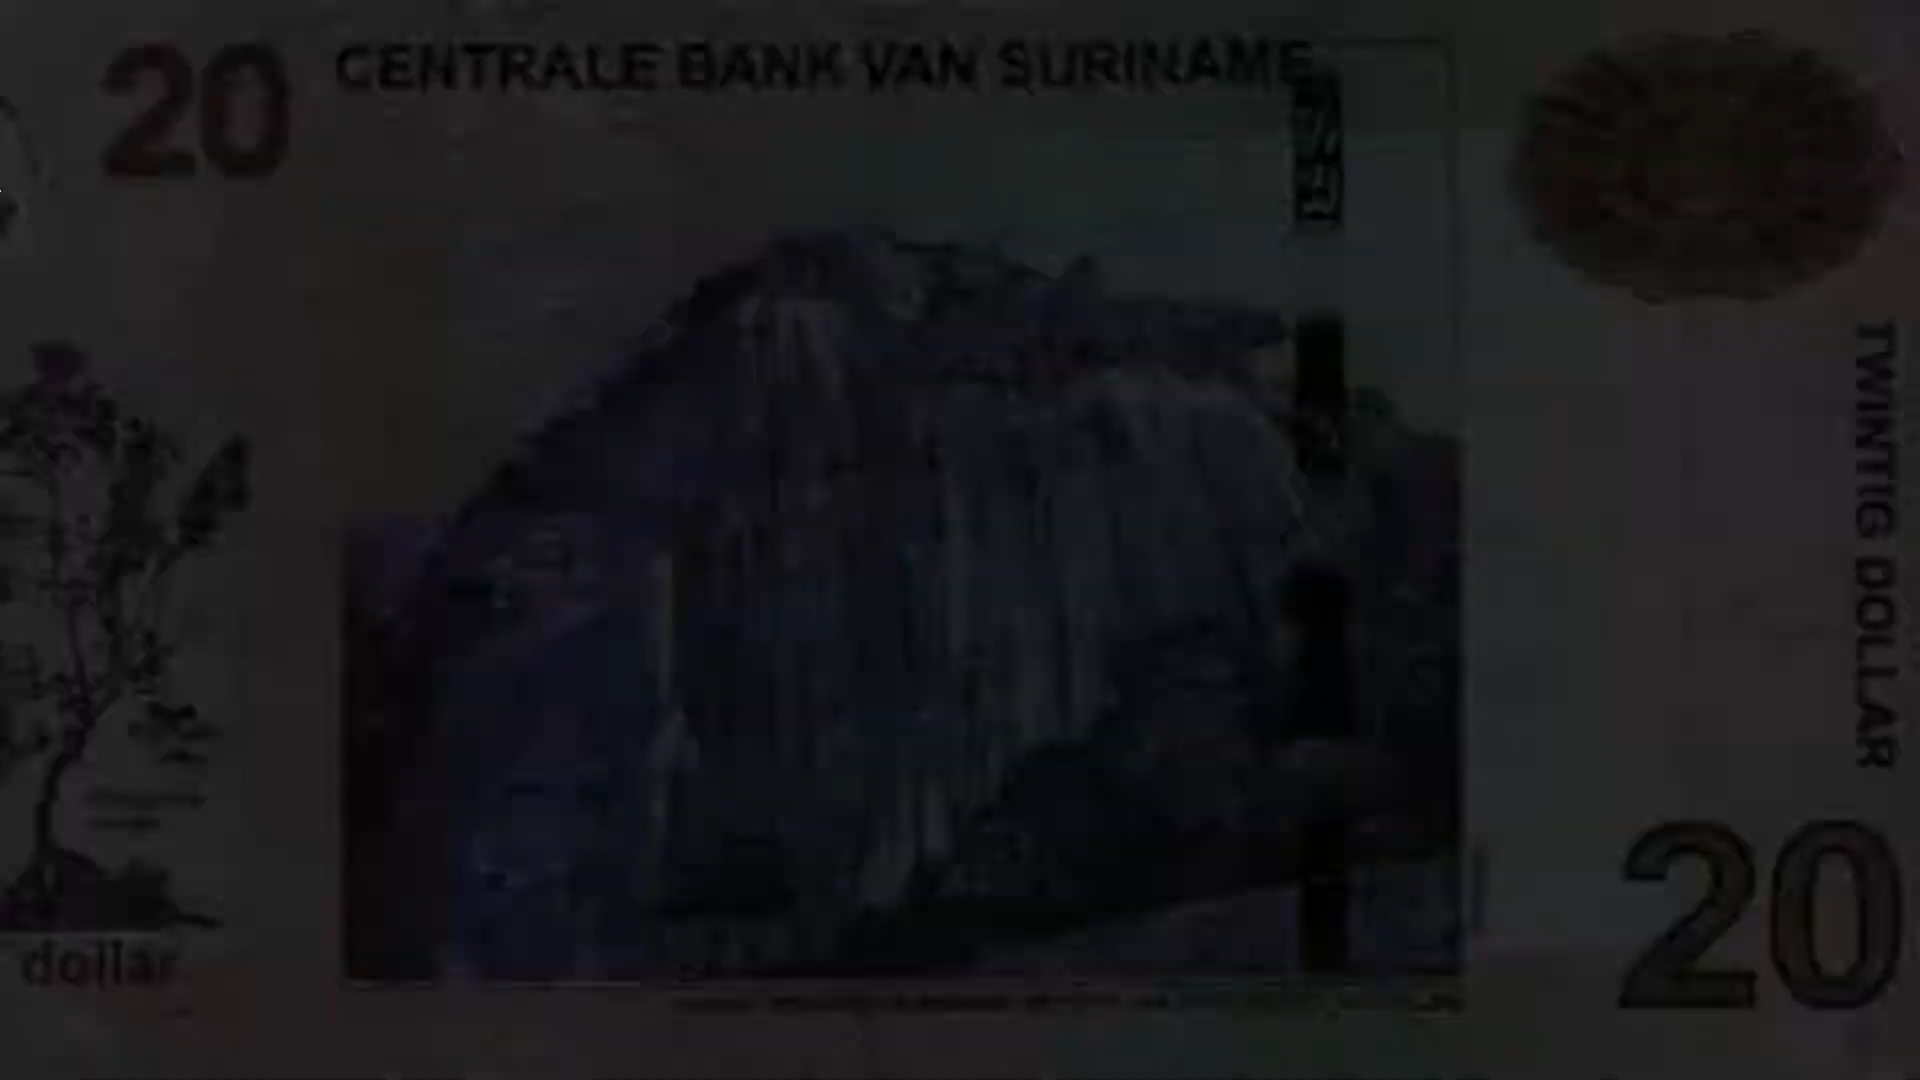 20
CENTRALE BANK VAN SURINAME
TWINTIG DOLLAR
dollar
20